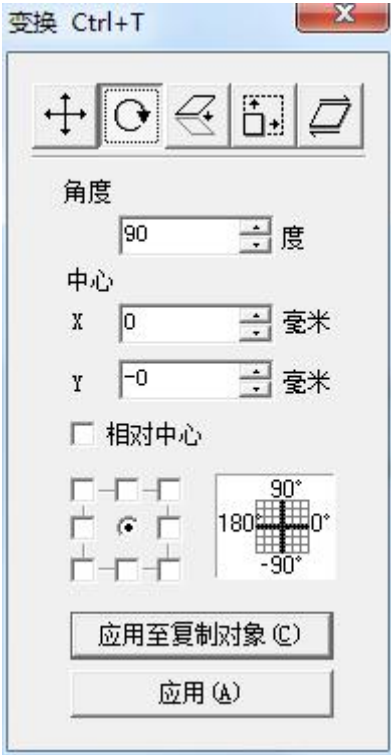 变换 Ctrl+T
角度
90 度
中心
X 0 毫米
Y -0 毫米
相对中心
90°
180° 0°
-90°
应用至复制对象(C)
应用(A)